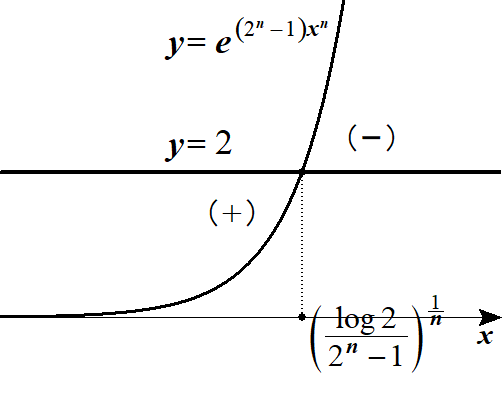 y= e^{(2^n −1)x^n}
y= 2
(−)
(+)
(log 2 / (2^n −1))^{1/n}
x